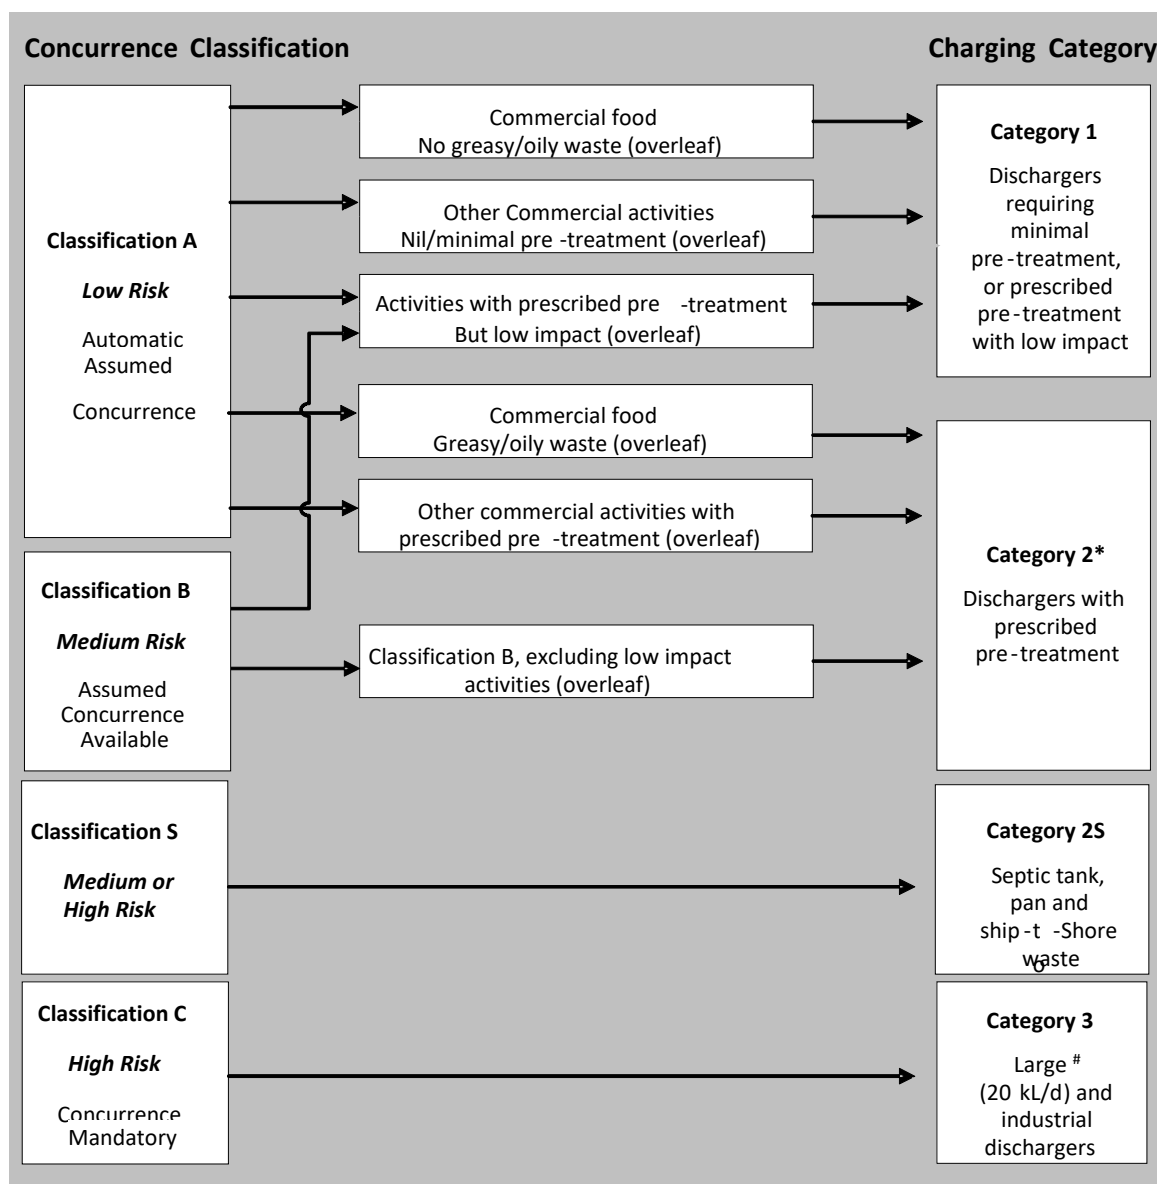 Concurrence Classification
Charging Category
Classification A
Low Risk
Automatic
Assumed
Concurrence
Commercial food
No greasy/oily waste (overleaf)
Other Commercial activities
Nil/minimal pre -treatment (overleaf)
Activities with prescribed pre -treatment
But low impact (overleaf)
Commercial food
Greasy/oily waste (overleaf)
Other commercial activities with
prescribed pre -treatment (overleaf)
Category 1
Dischargers
requiring
minimal
pre-treatment,
or prescribed
pre-treatment
with low impact
Classification B
Medium Risk
Assumed
Concurrence
Available
Classification B, excluding low impact
activities (overleaf)
Category 2*
Dischargers with
prescribed
pre-treatment
Classification S
Medium or
High Risk
Category 2S
Septic tank,
pan and
ship-t -Shore
waste
o
Classification C
High Risk
Concurrence
Mandatory
Category 3
Large #
(20 kL/d) and
industrial
dischargers